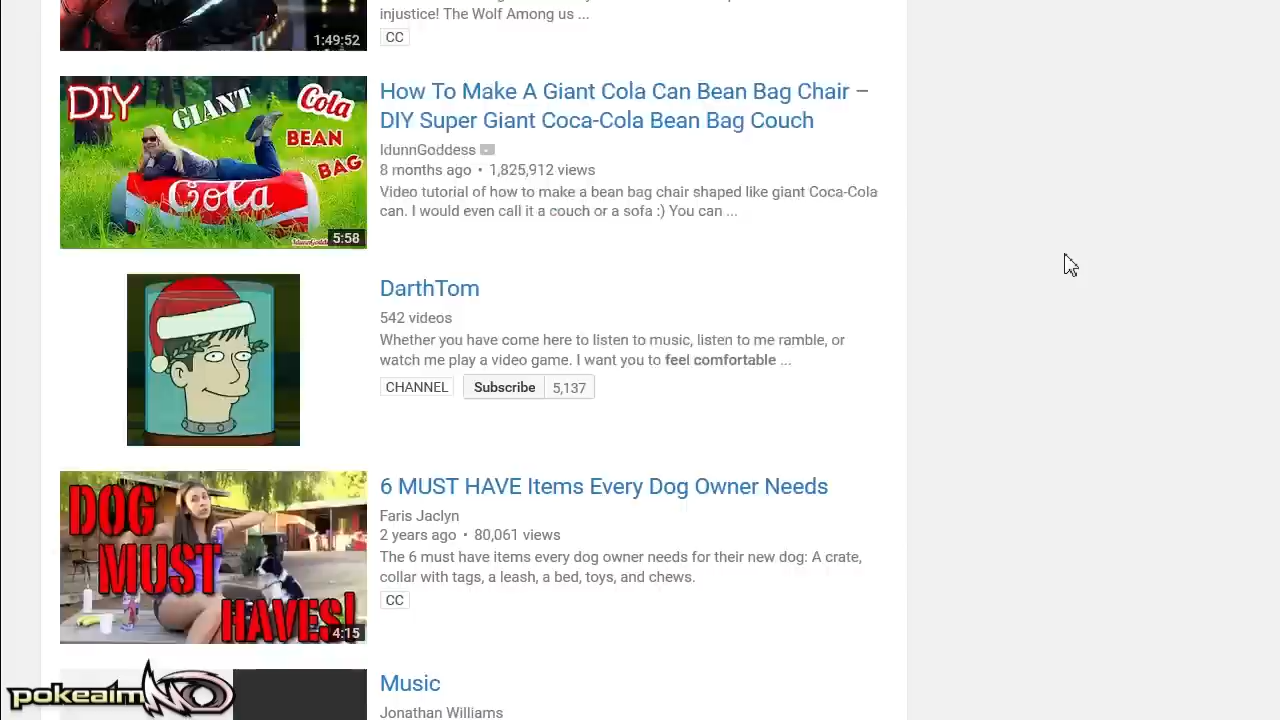 injustice! The Wolf Among us ...
1:49:52
CC
DIY
GIANT
Cola
BEAN
BAG
Cola
5:58
How To Make A Giant Cola Can Bean Bag Chair –
DIY Super Giant Coca-Cola Bean Bag Couch
IdunnGoddess
8 months ago • 1,825,912 views
Video tutorial of how to make a bean bag chair shaped like giant Coca-Cola
can. I would even call it a couch or a sofa :) You can ...
DarthTom
542 videos
Whether you have come here to listen to music, listen to me ramble, or
watch me play a video game. I want you to feel comfortable ...
CHANNEL
Subscribe 5,137
DOG
MUST
HAVES!
4:15
6 MUST HAVE Items Every Dog Owner Needs
Faris Jaclyn
2 years ago • 80,061 views
The 6 must have items every dog owner needs for their new dog: A crate,
collar with tags, a leash, a bed, toys, and chews.
CC
Music
Jonathan Williams
pokeaimMD